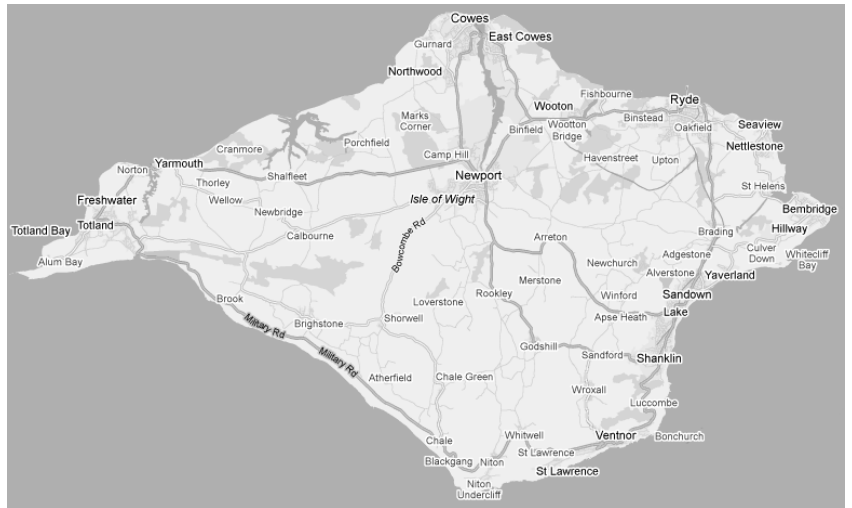 Cowes
East Cowes
Gurnard
Northwood
Fishbourne
Ryde
Wooton
Marks
Corner
Binstead
Seaview
Wootton
Bridge
Oakfield
Binfield
Porchfield
Nettlestone
Cranmore
Camp Hill
Havenstreet
Upton
Yarmouth
Norton
Shalfleet
Newport
Thorley
St Helens
Freshwater
Wellow
Isle of Wight
Newbridge
Bembridge
Totland
Totland Bay
Hillway
Brading
Calbourne
Arreton
Bowcombe Rd
Culver
Down
Whitecliff
Bay
Adgestone
Alum Bay
Newchurch
Alverstone
Yaverland
Merstone
Rookley
Winford
Sandown
Brook
Loverstone
Lake
Apse Heath
Shorwell
Brighstone
Military Rd
Godshill
Sandford
Shanklin
Military Rd
Atherfield
Chale Green
Wroxall
Luccombe
Whitwell
Ventnor
Bonchurch
Chale
St Lawrence
Blackgang
Niton
St Lawrence
Niton
Undercliff